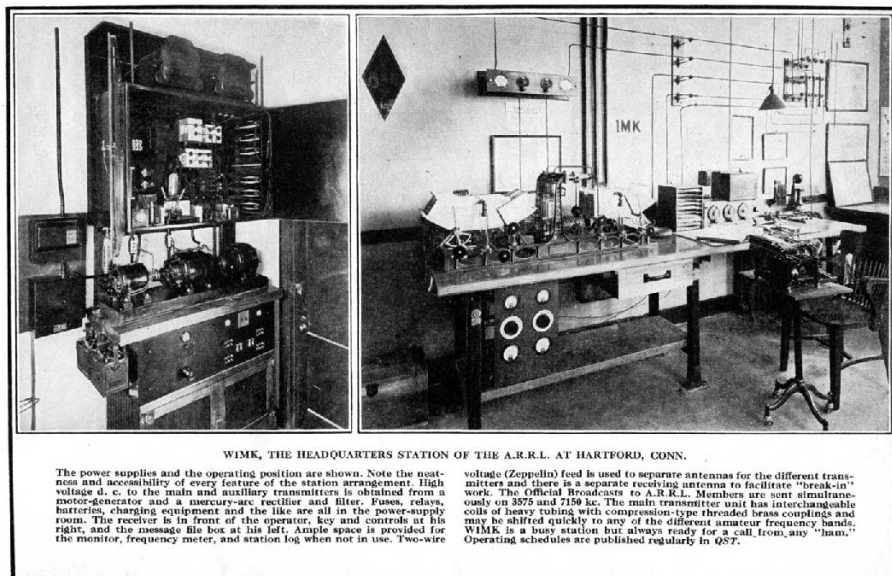 1MK
W1MK, THE HEADQUARTERS STATION OF THE A.R.R.L. AT HARTFORD, CONN.
The power supplies and the operating position are shown. Note the neat-
ness and accessibility of every feature of the station arrangement. High
voltage d. c. to the main and auxiliary transmitters is obtained from a
motor-generator and a mercury-arc rectifier and filter. Fuses, relays,
batteries, charging equipment and the like are all in the power-supply
room. The receiver is in front of the operator, key and controls at his
right, and the message file box at his left. Ample space is provided for
the monitor, frequency meter, and station log when not in use. Two-wire
voltage (Zeppelin) feed is used to separate antennas for the different trans-
mitters and there is a separate receiving antenna to facilitate "break-in"
work. The Official Broadcasts to A.R.R.L. Members are sent simultane-
ously on 3575 and 7150 kc. The main transmitter unit has interchangeable
coils of heavy tubing with compression-type threaded brass couplings and
may be shifted quickly to any of the different amateur frequency bands.
W1MK is a busy station but always ready for a call from any "ham."
Operating schedules are published regularly in QST.